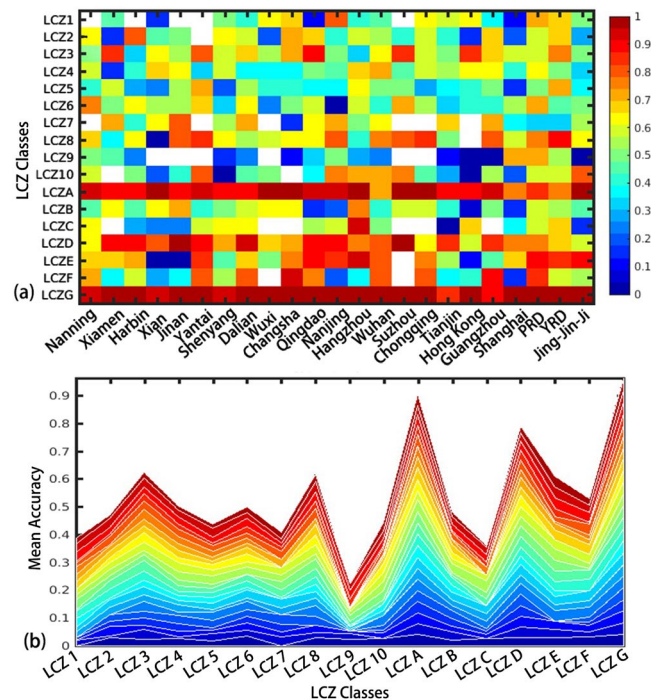 LCZ1
LCZ2
LCZ3
LCZ4
LCZ5
LCZ6
LCZ7
LCZ8
LCZ9
LCZ10
LCZA
LCZB
LCZC
LCZD
LCZE
LCZF
LCZG
LCZ Classes
(a)
1
0.9
0.8
0.7
0.6
0.5
0.4
0.3
0.2
0.1
0
Nanning
Xiamen
Harbin
Xian
Jinan
Yantai
Shenyang
Dalian
Wuxi
Changsha
Qingdao
Nanjing
Hangzhou
Wuhan
Suzhou
Chongqing
Tianjin
Hong Kong
Guangzhou
Shanghai
PRD
YRD
Jing-Jin-Ji
0.9
0.8
0.7
0.6
0.5
0.4
0.3
0.2
0.1
0
Mean Accuracy
(b)
LCZ 1
LCZ 2
LCZ 3
LCZ 4
LCZ 5
LCZ 6
LCZ 7
LCZ 8
LCZ 9
LCZ 10
LCZ A
LCZ B
LCZ C
LCZ D
LCZ E
LCZ F
LCZ G
LCZ Classes